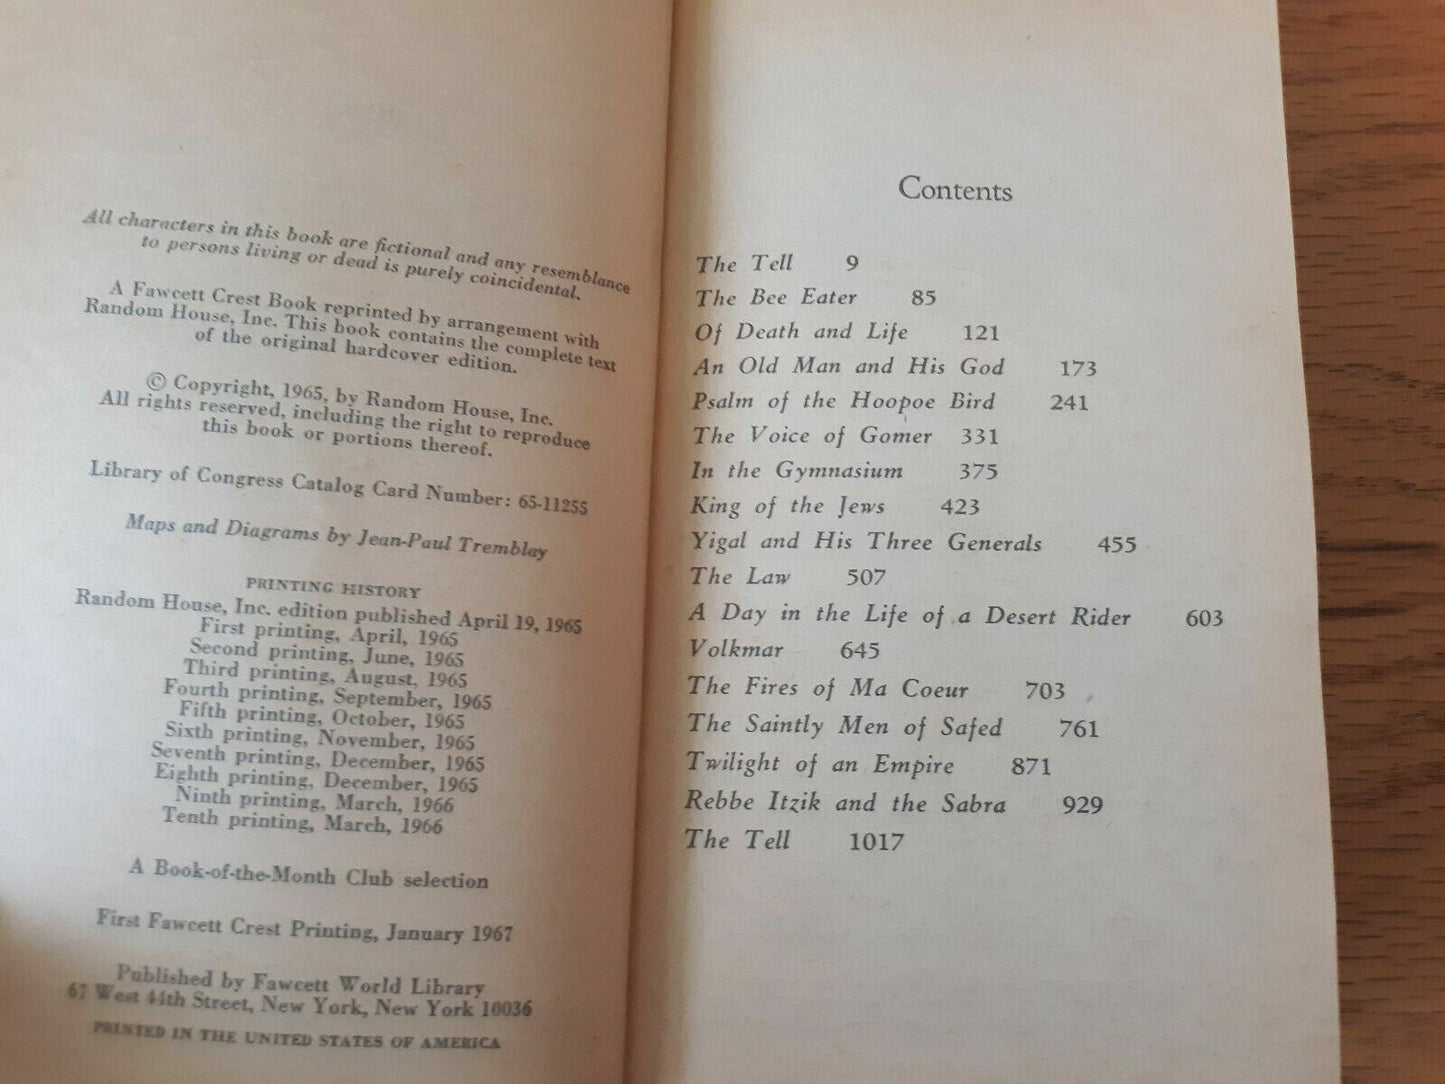 All characters in this book are fictional and any resemblance
to persons living or dead is purely coincidental.
A Fawcett Crest Book reprinted by arrangement with
Random House, Inc. This book contains the complete text
of the original hardcover edition.
© Copyright, 1965, by Random House, Inc.
All rights reserved, including the right to reproduce
this book or portions thereof.
Library of Congress Catalog Card Number: 65-11255
Maps and Diagrams by Jean-Paul Tremblay
PRINTING HISTORY
Random House, Inc. edition published April 19, 1965
First printing, April, 1965
Second printing, June, 1965
Third printing, August, 1965
Fourth printing, September, 1965
Fifth printing, October, 1965
Sixth printing, November, 1965
Seventh printing, December, 1965
Eighth printing, December, 1965
Ninth printing, March, 1966
Tenth printing, March, 1966
A Book-of-the-Month Club selection
First Fawcett Crest Printing, January 1967
Published by Fawcett World Library
67 West 44th Street, New York, New York 10036
PRINTED IN THE UNITED STATES OF AMERICA
Contents
The Tell 9
The Bee Eater 85
Of Death and Life 121
An Old Man and His God 173
Psalm of the Hoopoe Bird 241
The Voice of Gomer 331
In the Gymnasium 375
King of the Jews 423
Yigal and His Three Generals 455
The Law 507
A Day in the Life of a Desert Rider 603
Volkmar 645
The Fires of Ma Coeur 703
The Saintly Men of Safed 761
Twilight of an Empire 871
Rebbe Itzik and the Sabra 929
The Tell 1017